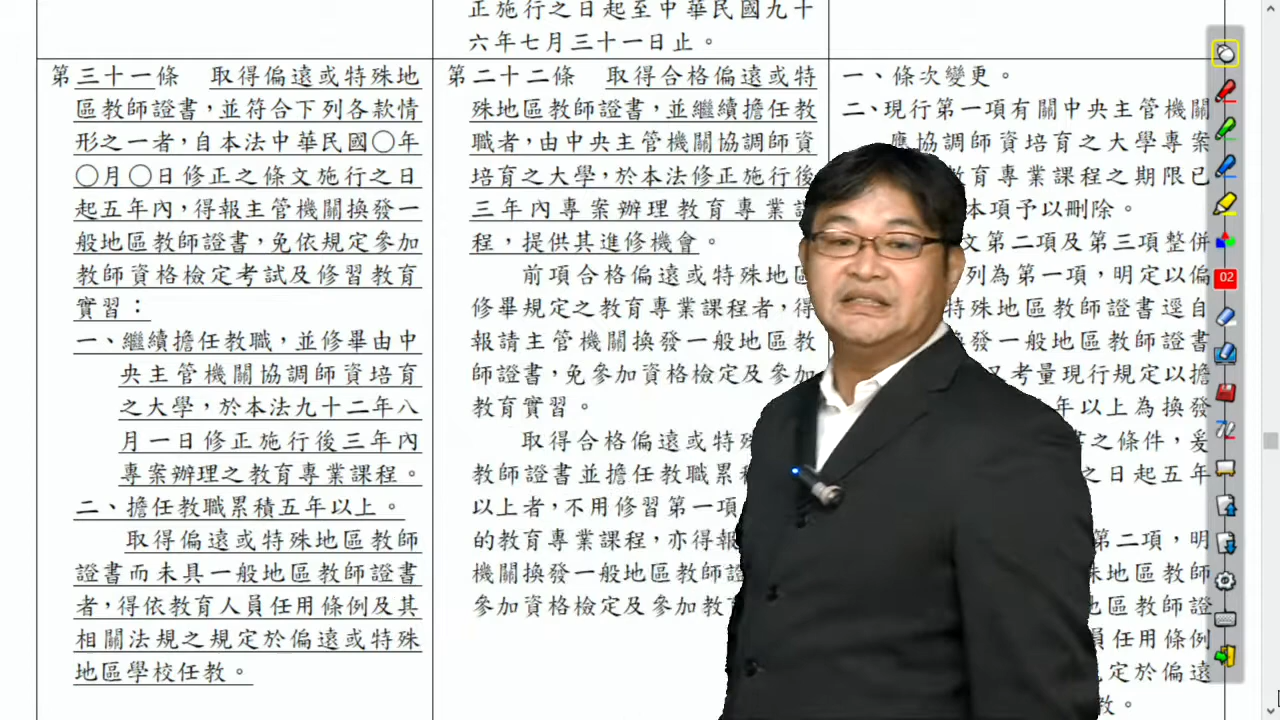 正施行之日起至中華民國九十
六年七月三十一日止。
第三十一條 取得偏遠或特殊地
區教師證書，並符合下列各款情
形之一者，自本法中華民國○年
○月○日修正之條文施行之日
起五年內，得報主管機關換發一
般地區教師證書，免依規定參加
教師資格檢定考試及修習教育
實習：
一、繼續擔任教職，並修畢由中
央主管機關協調師資培育
之大學，於本法九十二年八
月一日修正施行後三年內
專案辦理之教育專業課程。
二、擔任教職累積五年以上。
取得偏遠或特殊地區教師
證書而未具一般地區教師證書
者，得依教育人員任用條例及其
相關法規之規定於偏遠或特殊
地區學校任教。
第二十二條 取得合格偏遠或特
殊地區教師證書，並繼續擔任教
職者，由中央主管機關協調師資
培育之大學，於本法修正施行後
三年內專案辦理教育專業
程，提供其進修機會。
前項合格偏遠或特殊地
修畢規定之教育專業課程者，得
報請主管機關換發一般地區教
師證書，免參加資格檢定及參加
教育實習。
取得合格偏遠或特
教師證書並擔任教職累
以上者，不用修習第一項
的教育專業課程，亦得報
機關換發一般地區教師證
參加資格檢定及參加教
一、條次變更。
二、現行第一項有關中央主管機關
應協調師資培育之大學專案
育專業課程之期限已
本項予以刪除。
文第二項及第三項整併
列為第一項，明定以偏
特殊地區教師證書逕自
發一般地區教師證書
又考量現行規定以擔
年以上為換發
之條件，爰
之日起五年
第二項，明
地區教師
地區教師證
員任用條例
定於偏遠
教。
02